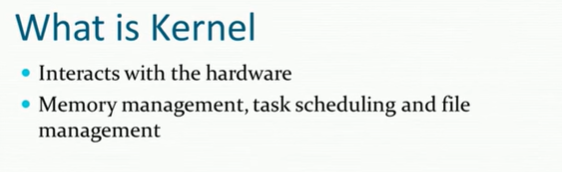 What is Kernel
• Interacts with the hardware
• Memory management, task scheduling and file
management